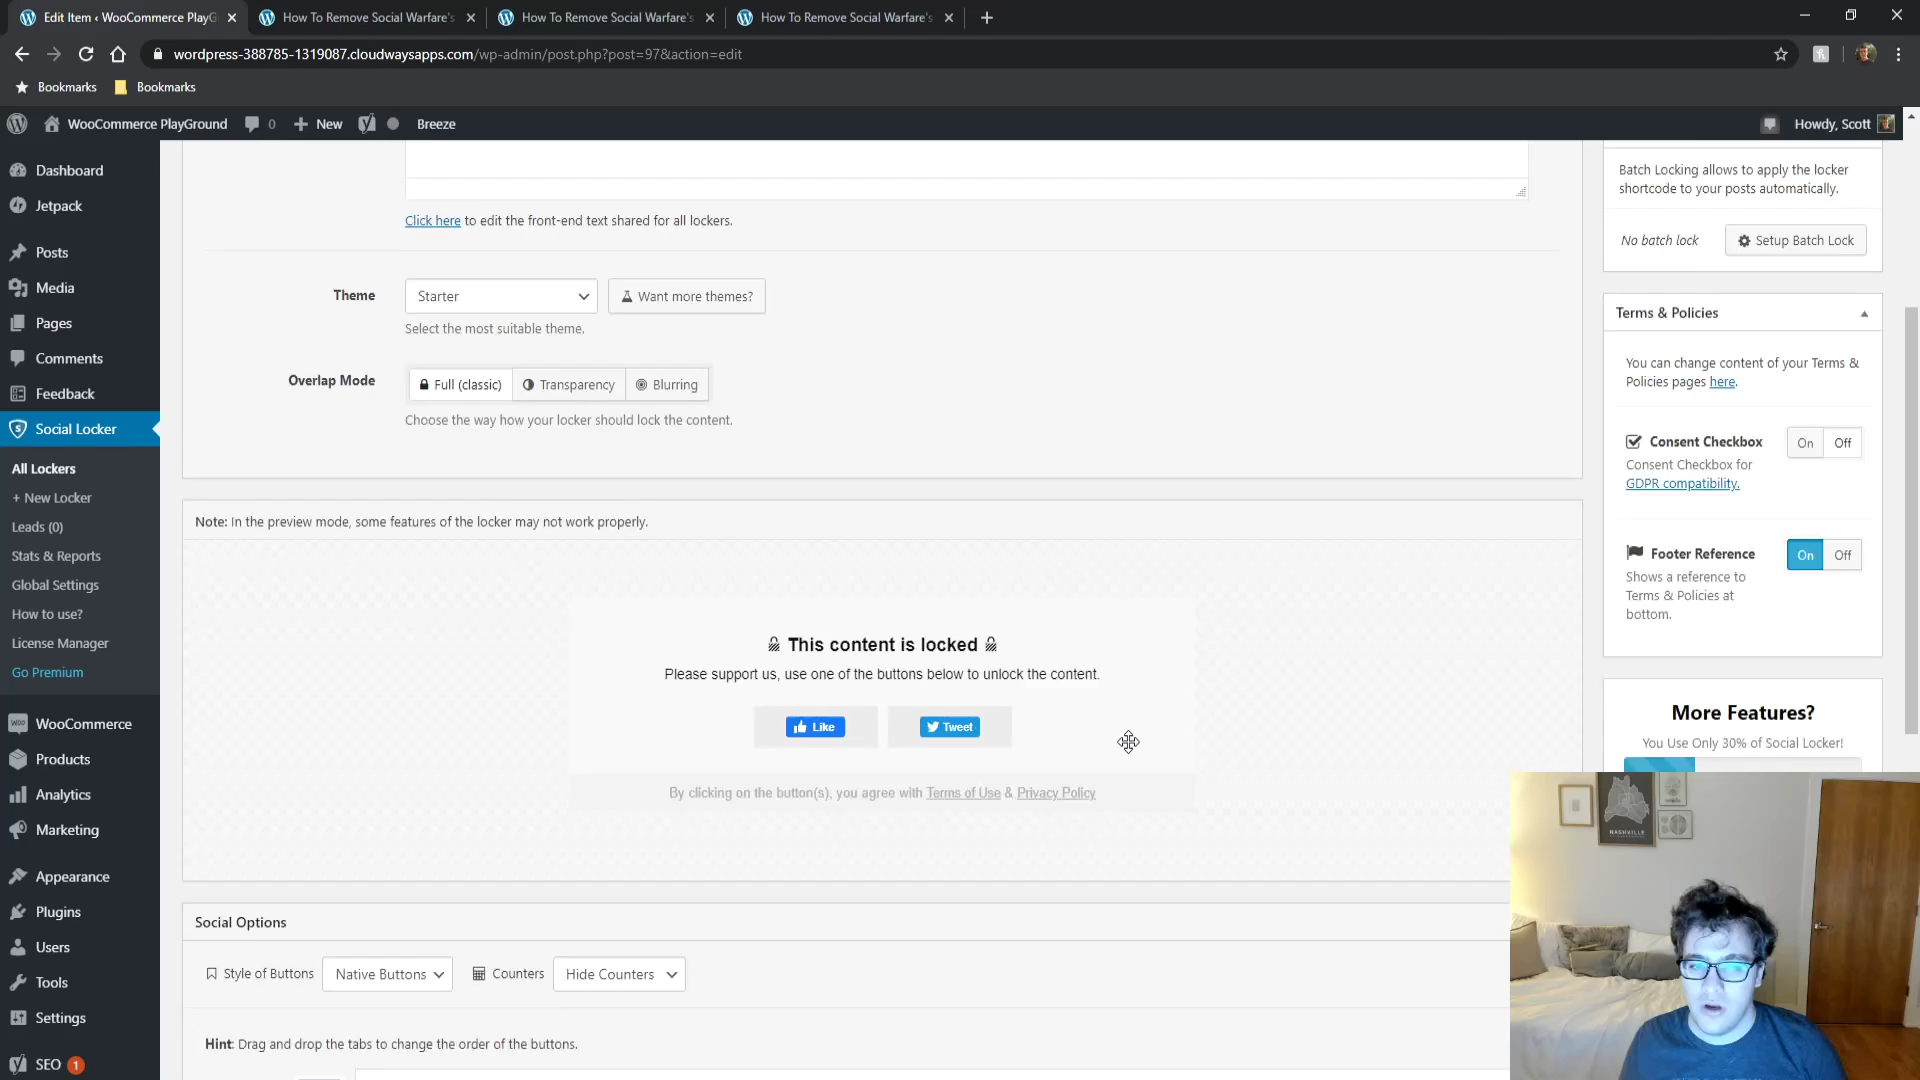 Edit Item ‹ WooCommerce PlayG
How To Remove Social Warfare's
How To Remove Social Warfare's
How To Remove Social Warfare's
wordpress-388785-1319087.cloudwaysapps.com/wp-admin/post.php?post=97&action=edit
Bookmarks
Bookmarks
WooCommerce PlayGround
0
New
Breeze
Howdy, Scott
Dashboard
Jetpack
Posts
Media
Pages
Comments
Feedback
Social Locker
All Lockers
+ New Locker
Leads (0)
Stats & Reports
Global Settings
How to use?
License Manager
Go Premium
WooCommerce
Products
Analytics
Marketing
Appearance
Plugins
Users
Tools
Settings
SEO 1
Click here to edit the front-end text shared for all lockers.
Theme
Starter
Want more themes?
Select the most suitable theme.
Overlap Mode
Full (classic)
Transparency
Blurring
Choose the way how your locker should lock the content.
Note: In the preview mode, some features of the locker may not work properly.
This content is locked
Please support us, use one of the buttons below to unlock the content.
Like
Tweet
By clicking on the button(s), you agree with Terms of Use & Privacy Policy
Social Options
Style of Buttons
Native Buttons
Counters
Hide Counters
Hint: Drag and drop the tabs to change the order of the buttons.
Batch Locking allows to apply the locker
shortcode to your posts automatically.
No batch lock
Setup Batch Lock
Terms & Policies
You can change content of your Terms &
Policies pages here.
Consent Checkbox
On
Off
Consent Checkbox for
GDPR compatibility.
Footer Reference
On
Off
Shows a reference to
Terms & Policies at
bottom.
More Features?
You Use Only 30% of Social Locker!
NASHVILLE